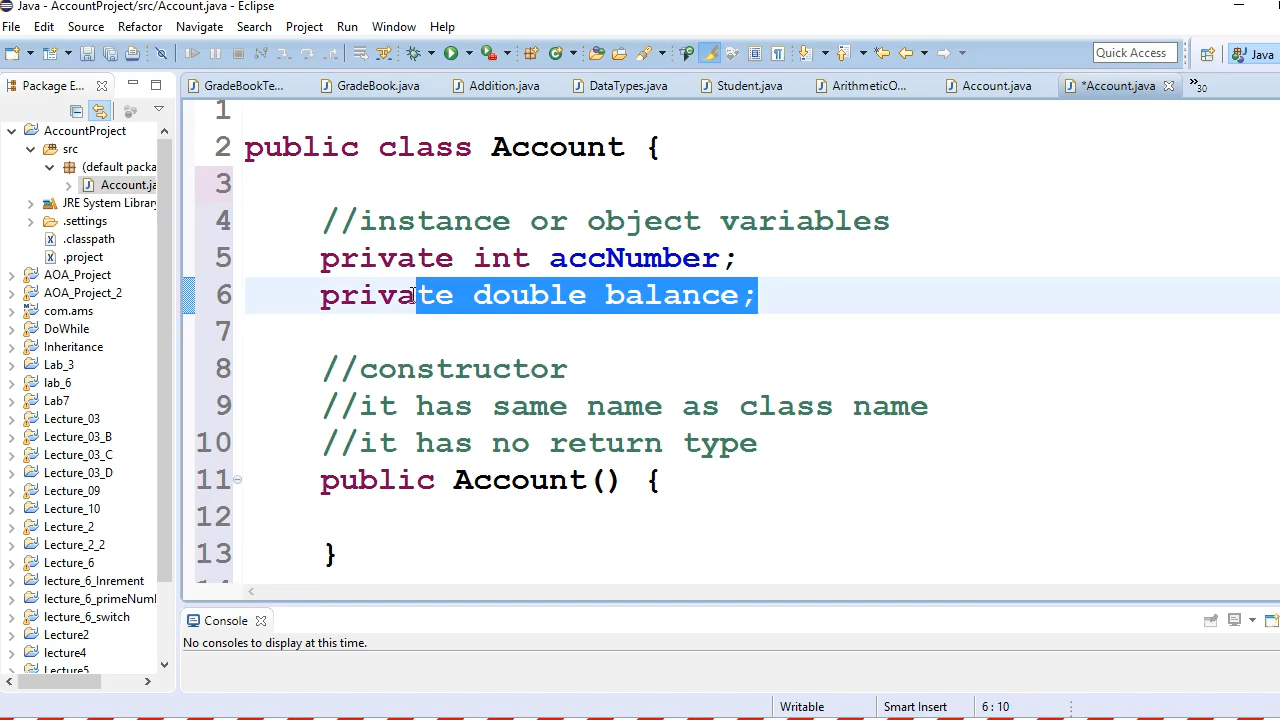 Java - AccountProject/src/Account.java - Eclipse
File Edit Source Refactor Navigate Search Project Run Window Help
Quick Access
Java
Package E...
GradeBookTe...
GradeBook.java
Addition.java
DataTypes.java
Student.java
ArithmeticO...
Account.java
*Account.java
30
AccountProject
src
(default packa
Account.ja
JRE System Library
.settings
.classpath
.project
AOA_Project
AOA_Project_2
com.ams
DoWhile
Inheritance
Lab_3
lab_6
Lab7
Lecture_03
Lecture_03_B
Lecture_03_C
Lecture_03_D
Lecture_09
Lecture_10
Lecture_2
Lecture_2_2
Lecture_6
lecture_6_Inrement
lecture_6_primeNuml
lecture_6_switch
Lecture2
lecture4
Lecture5
1
2 public class Account {
3
4 //instance or object variables
5 private int accNumber;
6 private double balance;
7
8 //constructor
9 //it has same name as class name
10 //it has no return type
11 public Account() {
12
13 }
Console
No consoles to display at this time.
Writable
Smart Insert
6 : 10